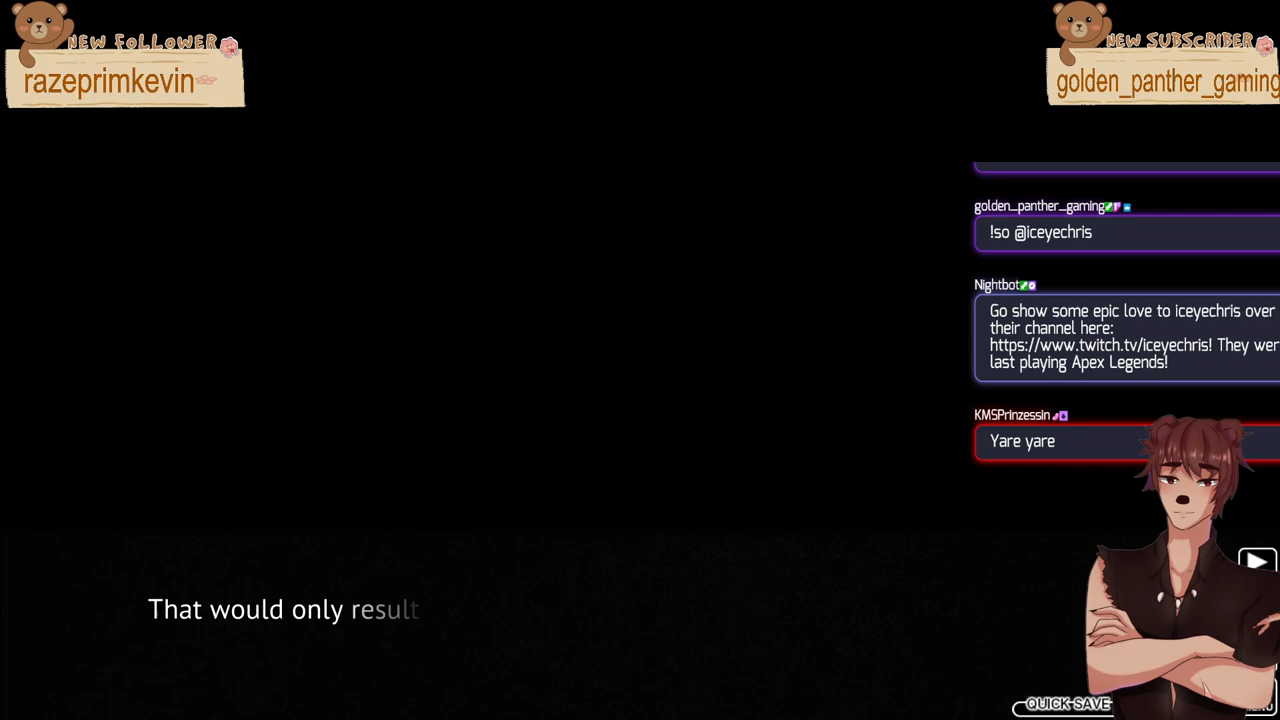 NEW FOLLOWER
razeprimkevin
NEW SUBSCRIBER
golden_panther_gaming
golden_panther_gaming
!so @iceyechris
Nightbot
Go show some epic love to iceyechris over
their channel here:
https://www.twitch.tv/iceyechris! They wer
last playing Apex Legends!
KMSPrinzessin
Yare yare
That would only result
QUICK SAVE